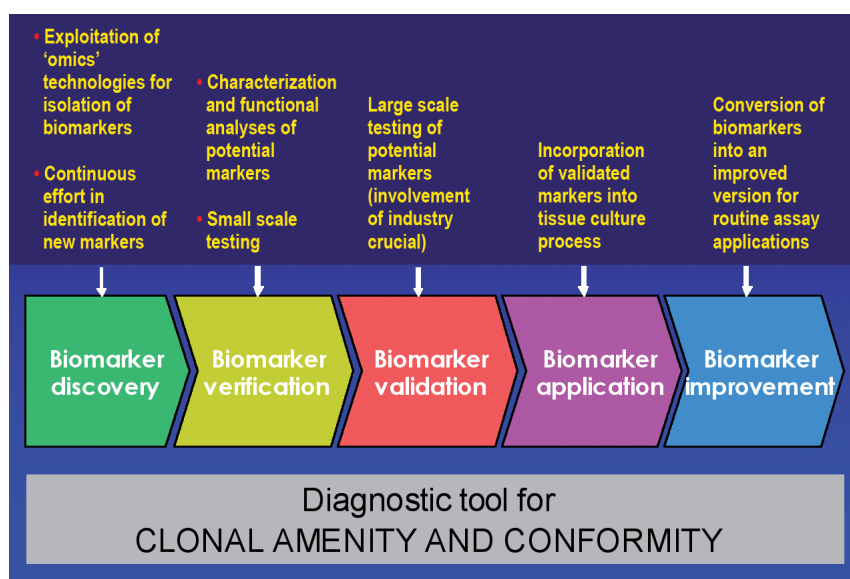 • Exploitation of
‘omics’
technologies for
isolation of
biomarkers
• Continuous
effort in
identification of
new markers
• Characterization
and functional
analyses of
potential
markers
• Small scale
testing
Large scale
testing of
potential
markers
(involvement
of industry
crucial)
Incorporation
of validated
markers into
tissue culture
process
Conversion of
biomarkers
into an
improved
version for
routine assay
applications
Biomarker
discovery
Biomarker
verification
Biomarker
validation
Biomarker
application
Biomarker
improvement
Diagnostic tool for
CLONAL AMENITY AND CONFORMITY